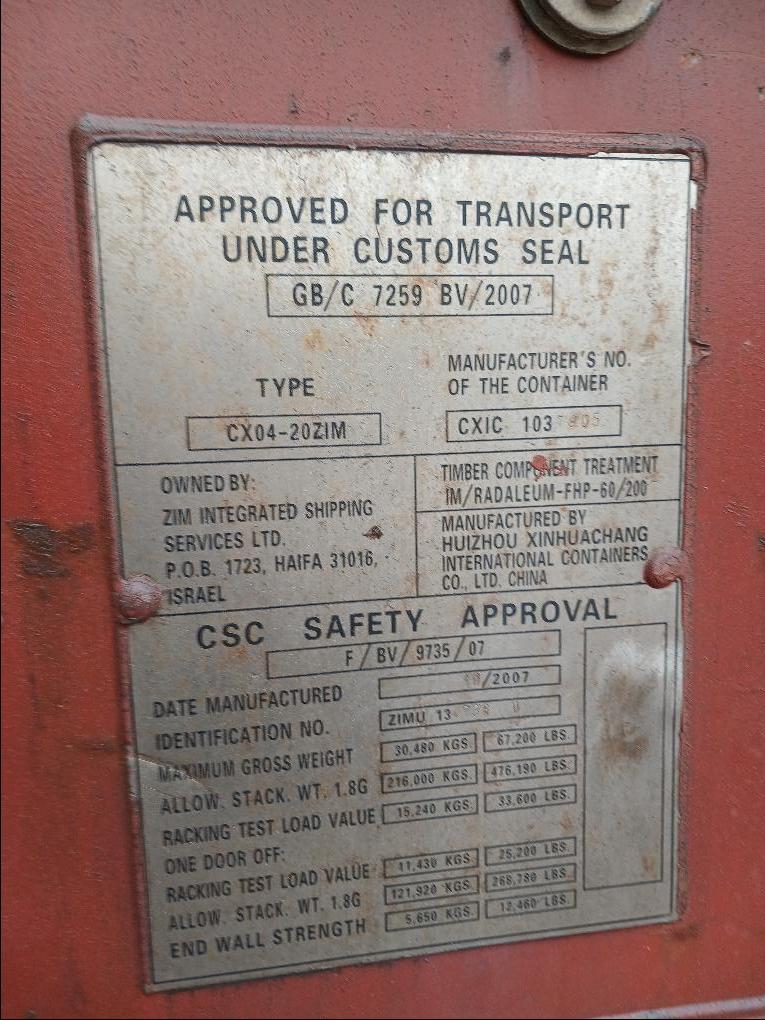 APPROVED FOR TRANSPORT
UNDER CUSTOMS SEAL
GB/C 7259 BV/2007
TYPE
CX04-20ZIM
MANUFACTURER'S NO.
OF THE CONTAINER
CXIC 103
OWNED BY:
ZIM INTEGRATED SHIPPING
SERVICES LTD.
P.O.B. 1723, HAIFA 31016,
ISRAEL
TIMBER COMPONENT TREATMENT
IM/RADALEUM-FHP-60/200
MANUFACTURED BY
HUIZHOU XINHUACHANG
INTERNATIONAL CONTAINERS
CO., LTD. CHINA
CSC SAFETY APPROVAL
F/BV/9735/07
DATE MANUFACTURED /2007
IDENTIFICATION NO. ZIMU 13
MAXIMUM GROSS WEIGHT 30,480 KGS. 67,200 LBS.
ALLOW. STACK. WT. 1.8G 216,000 KGS. 476,190 LBS.
RACKING TEST LOAD VALUE 15,240 KGS. 33,600 LBS.
ONE DOOR OFF:
RACKING TEST LOAD VALUE 11,430 KGS. 25,200 LBS.
ALLOW. STACK. WT. 1.8G 121,920 KGS. 268,780 LBS.
END WALL STRENGTH 5,650 KGS. 12,460 LBS.